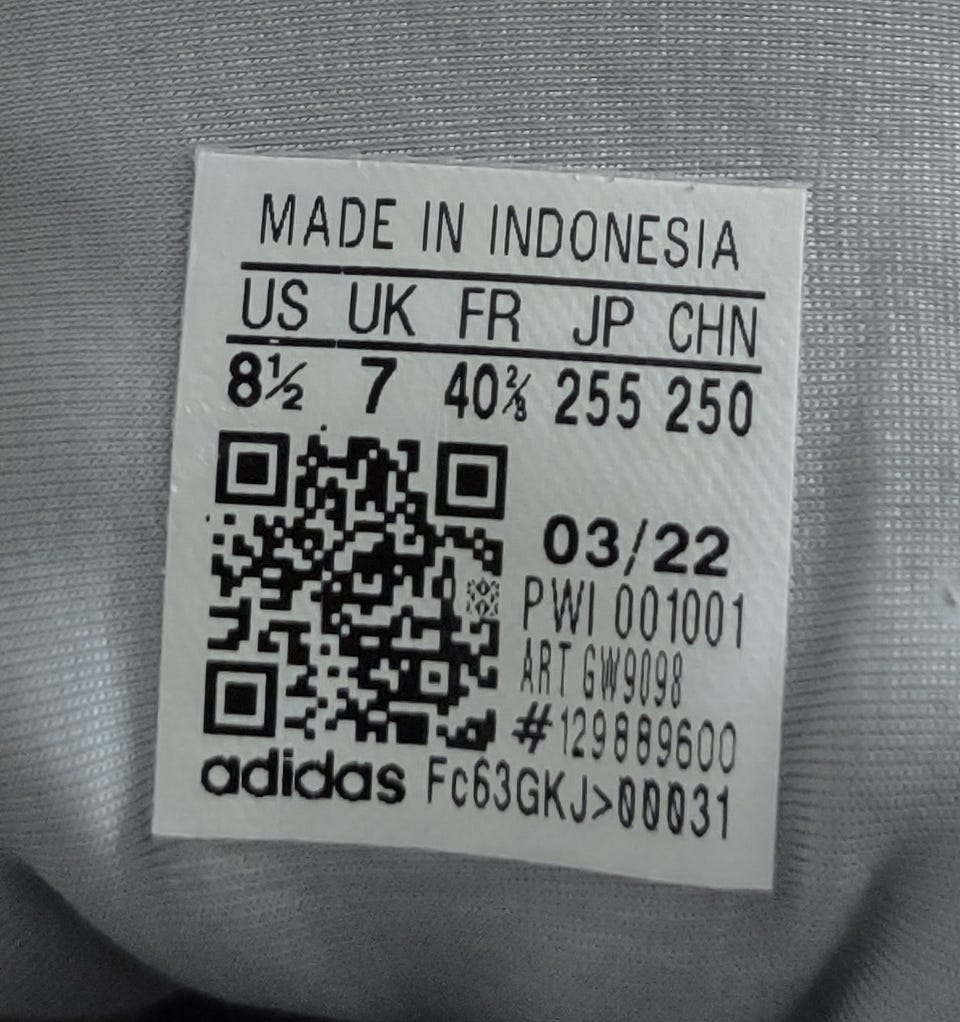 MADE IN INDONESIA
US UK FR JP CHN
8½ 7 40⅔ 255 250
03/22
PWI 001001
ART GW9098
#129889600
adidas Fc63GKJ>00031